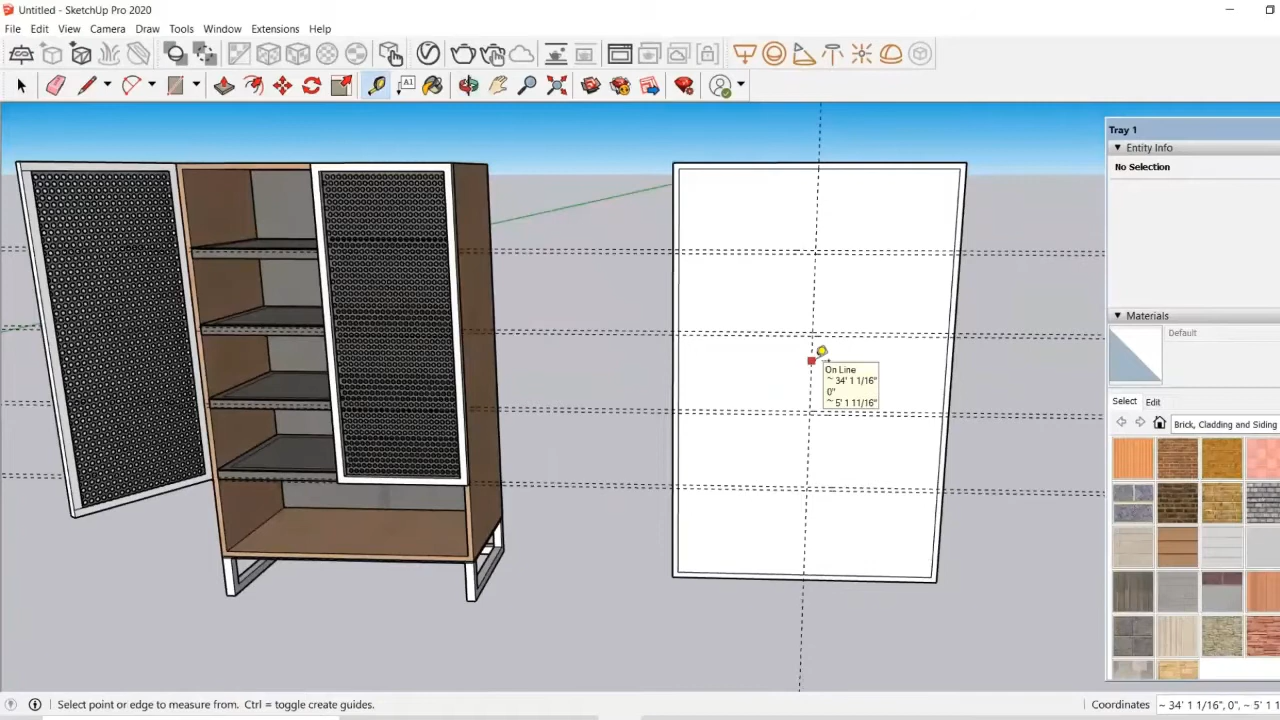 Untitled - SketchUp Pro 2020
File Edit View Camera Draw Tools Window Extensions Help
A1
Tray 1
Entity Info
No Selection
Materials
Default
Select Edit
Brick, Cladding and Siding
On Line
~ 34' 1 1/16"
0"
~ 5' 1 11/16"
Select point or edge to measure from. Ctrl = toggle create guides.
Coordinates ~ 34' 1 1/16", 0", ~ 5' 1 1